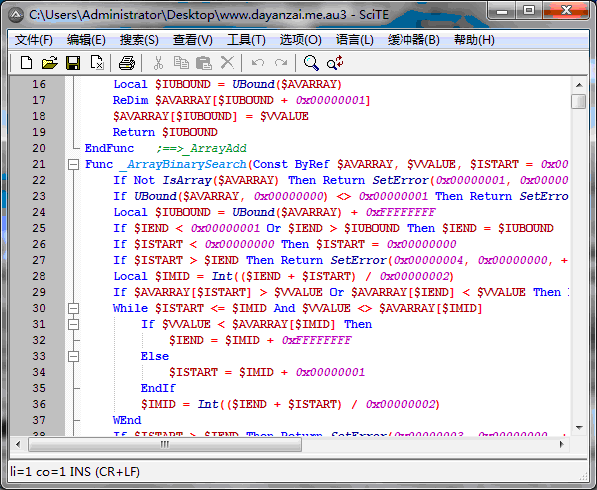 C:\Users\Administrator\Desktop\www.dayanzai.me.au3 - SciTE
文件(F) 编辑(E) 搜索(S) 查看(V) 工具(T) 选项(O) 语言(L) 缓冲器(B) 帮助(H)
16 Local $IUBOUND = UBound($AVARRAY)
17 ReDim $AVARRAY[$IUBOUND + 0x00000001]
18 $AVARRAY[$IUBOUND] = $VVALUE
19 Return $IUBOUND
20 EndFunc ;==>_ArrayAdd
21 Func _ArrayBinarySearch(Const ByRef $AVARRAY, $VVALUE, $ISTART = 0x00
22 If Not IsArray($AVARRAY) Then Return SetError(0x00000001, 0x00000
23 If UBound($AVARRAY, 0x00000000) <> 0x00000001 Then Return SetErro
24 Local $IUBOUND = UBound($AVARRAY) + 0xFFFFFFFF
25 If $IEND < 0x00000001 Or $IEND > $IUBOUND Then $IEND = $IUBOUND
26 If $ISTART < 0x00000000 Then $ISTART = 0x00000000
27 If $ISTART > $IEND Then Return SetError(0x00000004, 0x00000000, +
28 Local $IMID = Int(($IEND + $ISTART) / 0x00000002)
29 If $AVARRAY[$ISTART] > $VVALUE Or $AVARRAY[$IEND] < $VVALUE Then
30 While $ISTART <= $IMID And $VVALUE <> $AVARRAY[$IMID]
31 If $VVALUE < $AVARRAY[$IMID] Then
32 $IEND = $IMID + 0xFFFFFFFF
33 Else
34 $ISTART = $IMID + 0x00000001
35 EndIf
36 $IMID = Int(($IEND + $ISTART) / 0x00000002)
37 WEnd
38 If $ISTART > $IEND Then Return SetError(0x00000003, 0x00000000,
li=1 co=1 INS (CR+LF)